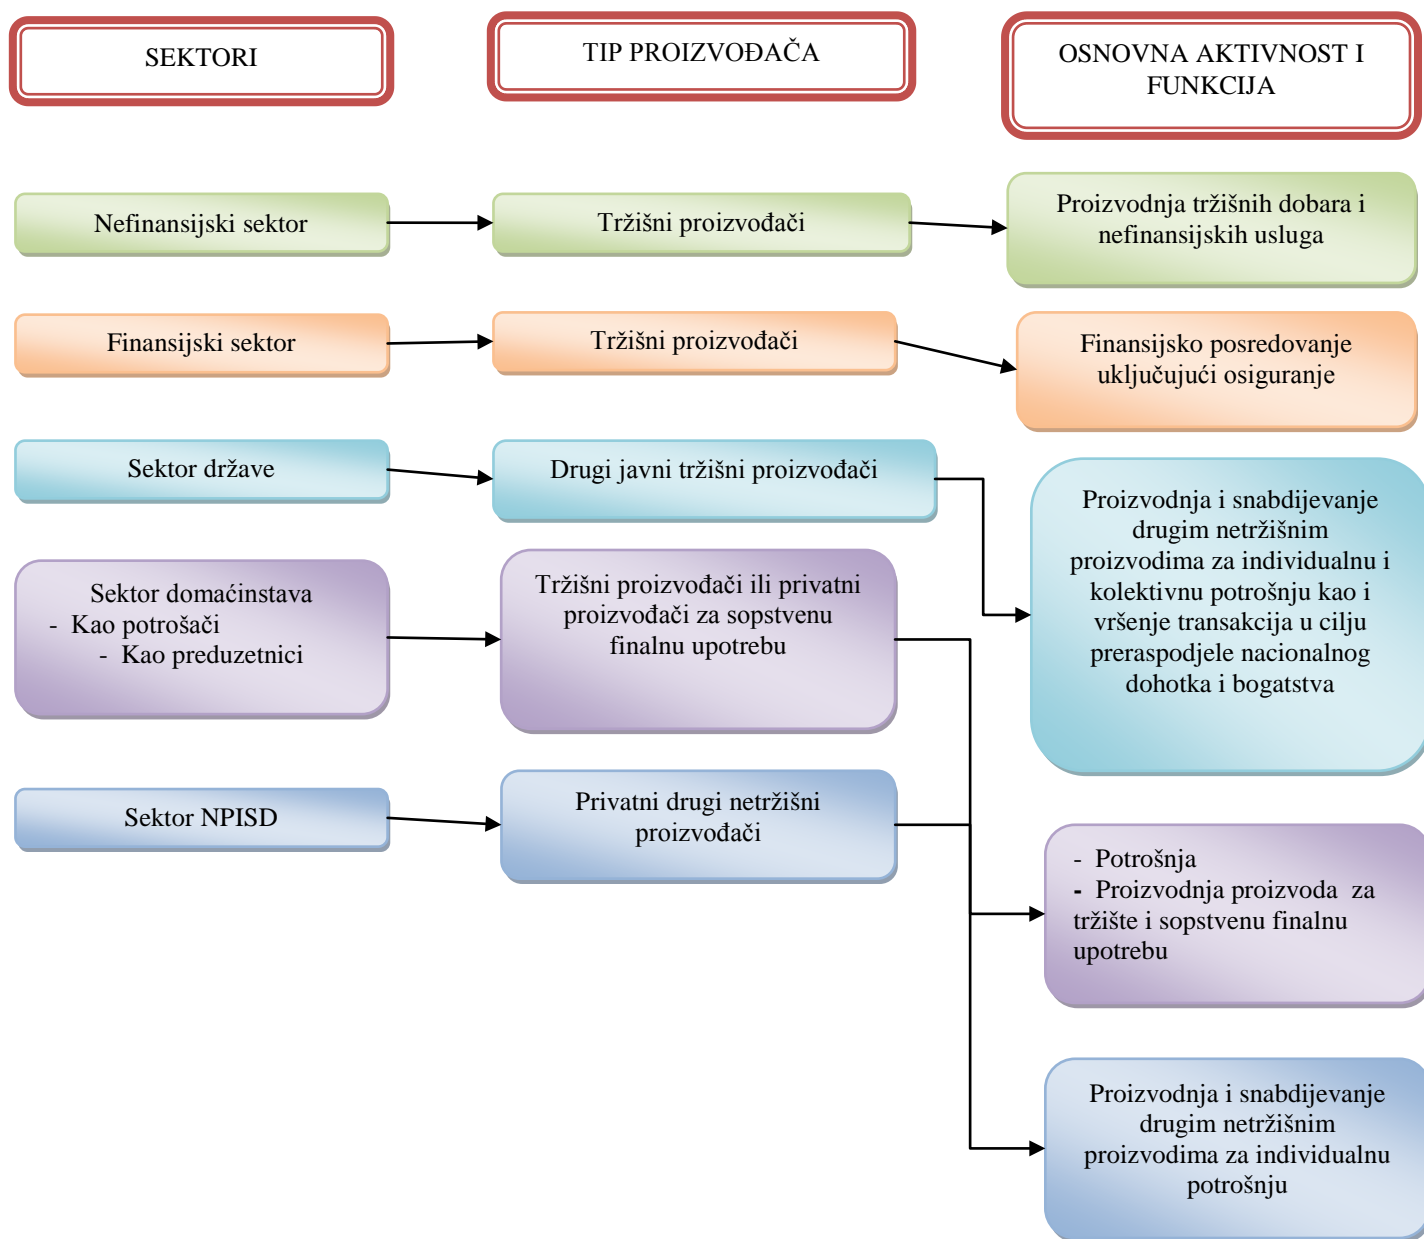 SEKTORI
TIP PROIZVOĐAČA
OSNOVNA AKTIVNOST I
FUNKCIJA
Nefinansijski sektor
Tržišni proizvođači
Proizvodnja tržišnih dobara i
nefinansijskih usluga
Finansijski sektor
Tržišni proizvođači
Finansijsko posredovanje
uključujući osiguranje
Sektor države
Drugi javni tržišni proizvođači
Proizvodnja i snabdijevanje
drugim netržišnim
proizvodima za individualnu i
kolektivnu potrošnju kao i
vršenje transakcija u cilju
preraspodjele nacionalnog
dohotka i bogatstva
Sektor domaćinstava
- Kao potrošači
- Kao preduzetnici
Tržišni proizvođači ili privatni
proizvođači za sopstvenu
finalnu upotrebu
- Potrošnja
- Proizvodnja proizvoda za
tržište i sopstvenu finalnu
upotrebu
Sektor NPISD
Privatni drugi netržišni
proizvođači
Proizvodnja i snabdijevanje
drugim netržišnim
proizvodima za individualnu
potrošnju